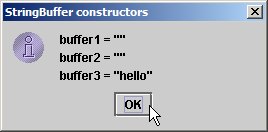 StringBuffer constructors
buffer1 = ""
buffer2 = ""
buffer3 = "hello"
OK